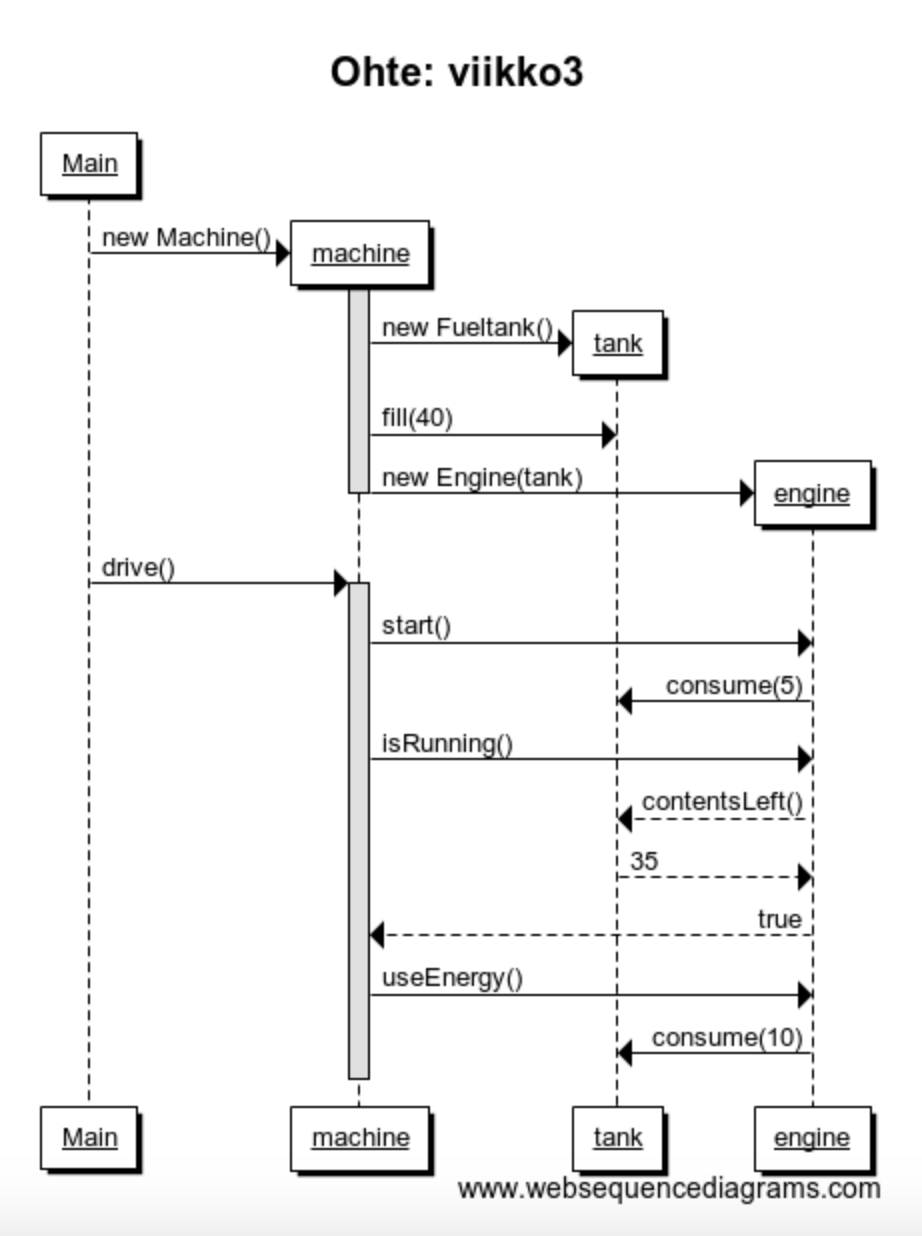 Ohte: viikko3
Main
new Machine()
machine
new Fueltank()
tank
fill(40)
new Engine(tank)
engine
drive()
start()
consume(5)
isRunning()
contentsLeft()
35
true
useEnergy()
consume(10)
Main
machine
tank
engine
www.websequencediagrams.com